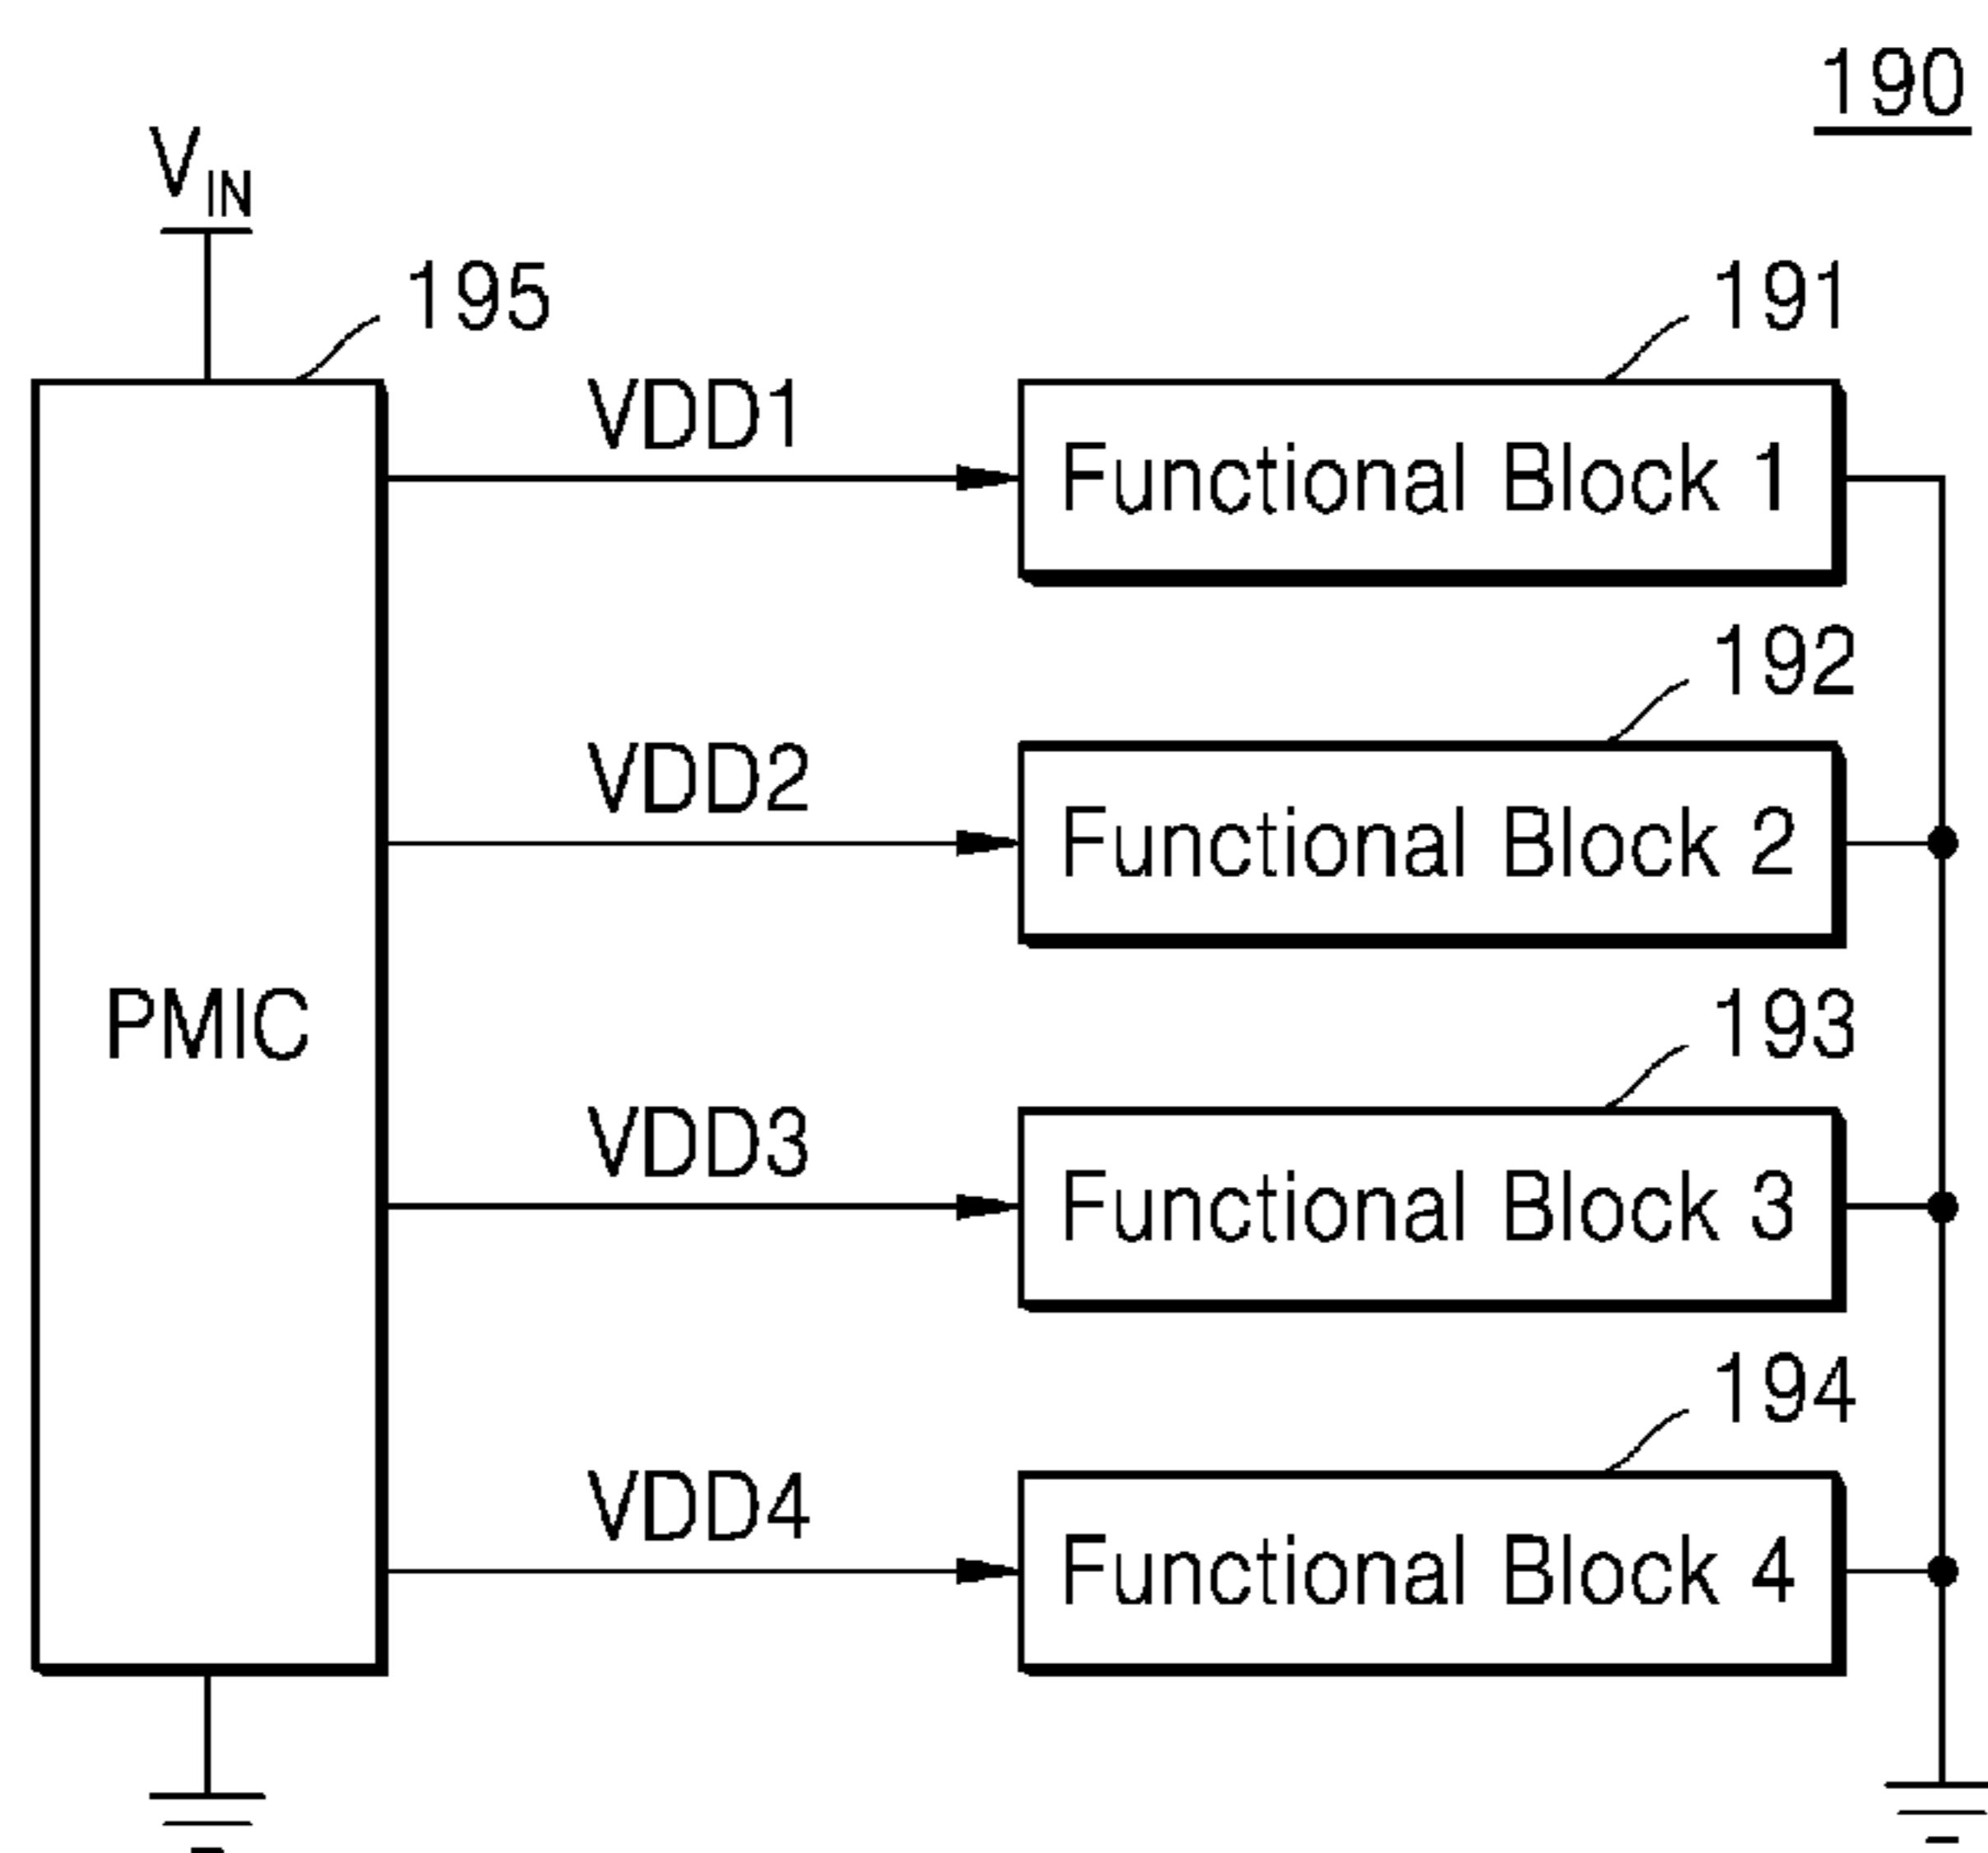 190
VIN
195
191
VDD1
Functional Block 1
192
VDD2
Functional Block 2
PMIC
193
VDD3
Functional Block 3
194
VDD4
Functional Block 4